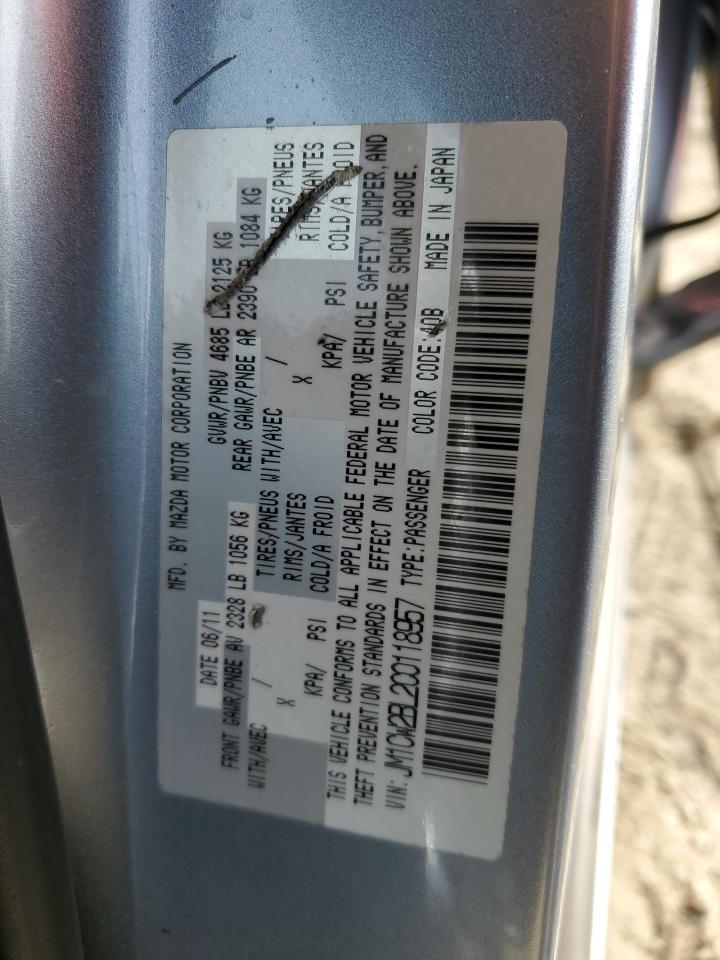 MFD. BY MAZDA MOTOR CORPORATION
DATE 06/11 GVWR/PNBV 4685 LB 2125 KG
FRONT GAWR/PNBE AV 2328 LB 1056 KG REAR GAWR/PNBE AR 2390 LB 1084 KG
WITH/AVEC / TIRES/PNEUS WITH/AVEC / TIRES/PNEUS
X RIMS/JANTES X RIMS/JANTES
KPA/ PSI COLD/A FROID KPA/ PSI COLD/A FROID
THIS VEHICLE CONFORMS TO ALL APPLICABLE FEDERAL MOTOR VEHICLE SAFETY, BUMPER, AND
THEFT PREVENTION STANDARDS IN EFFECT ON THE DATE OF MANUFACTURE SHOWN ABOVE.
VIN: JM1CW2BL2C0118957 TYPE:PASSENGER COLOR CODE:40B MADE IN JAPAN